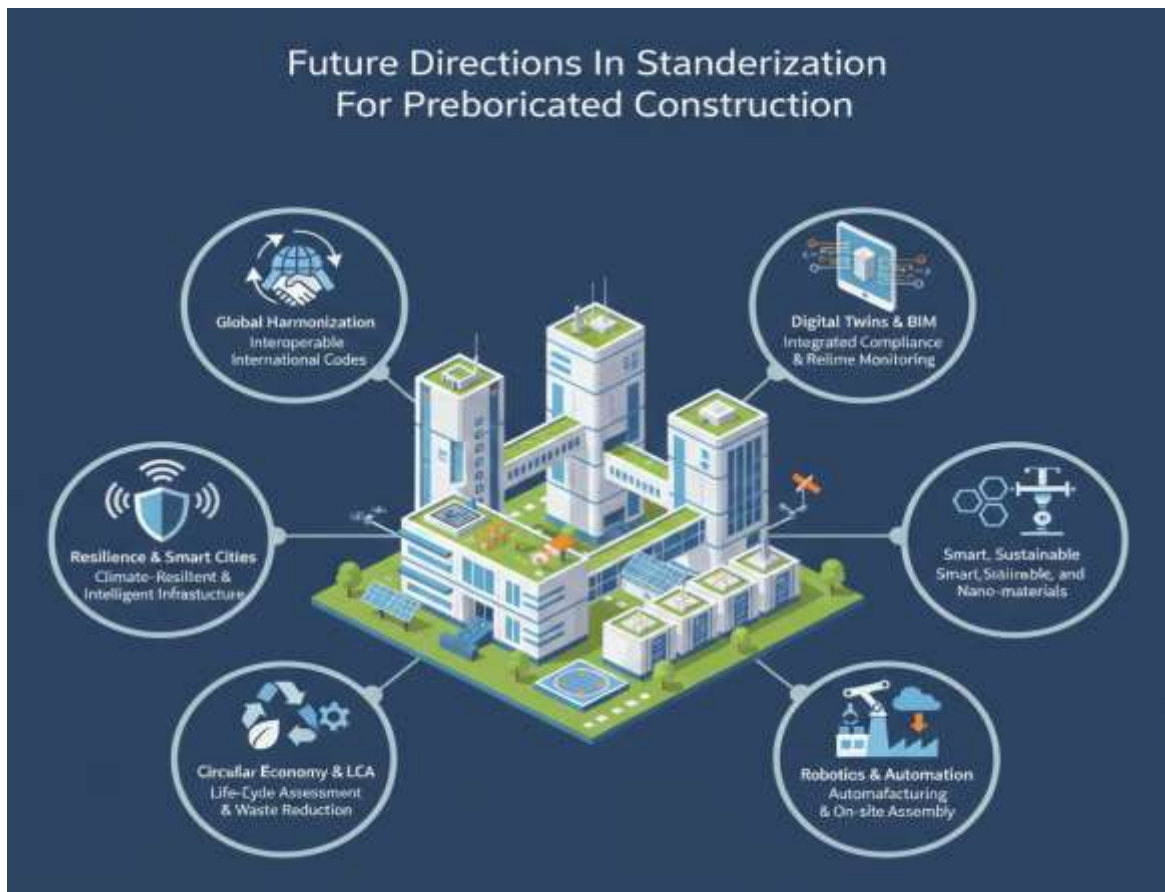 Future Directions In Standerization
For Preboricated Construction
Global Harmonization
Interoperable
International Codes
Digital Twins & BIM
Integrated Compliance
& Relime Monitoring
Resilience & Smart Cities
Climate-Resilient &
Intelligent Infrastucture
Smart, Sustainable
Smart, and
Nano-materials
Circular Economy & LCA
Life-Cycle Assessment
& Waste Reduction
Robotics & Automation
Automafacturing
& On-site Assembly